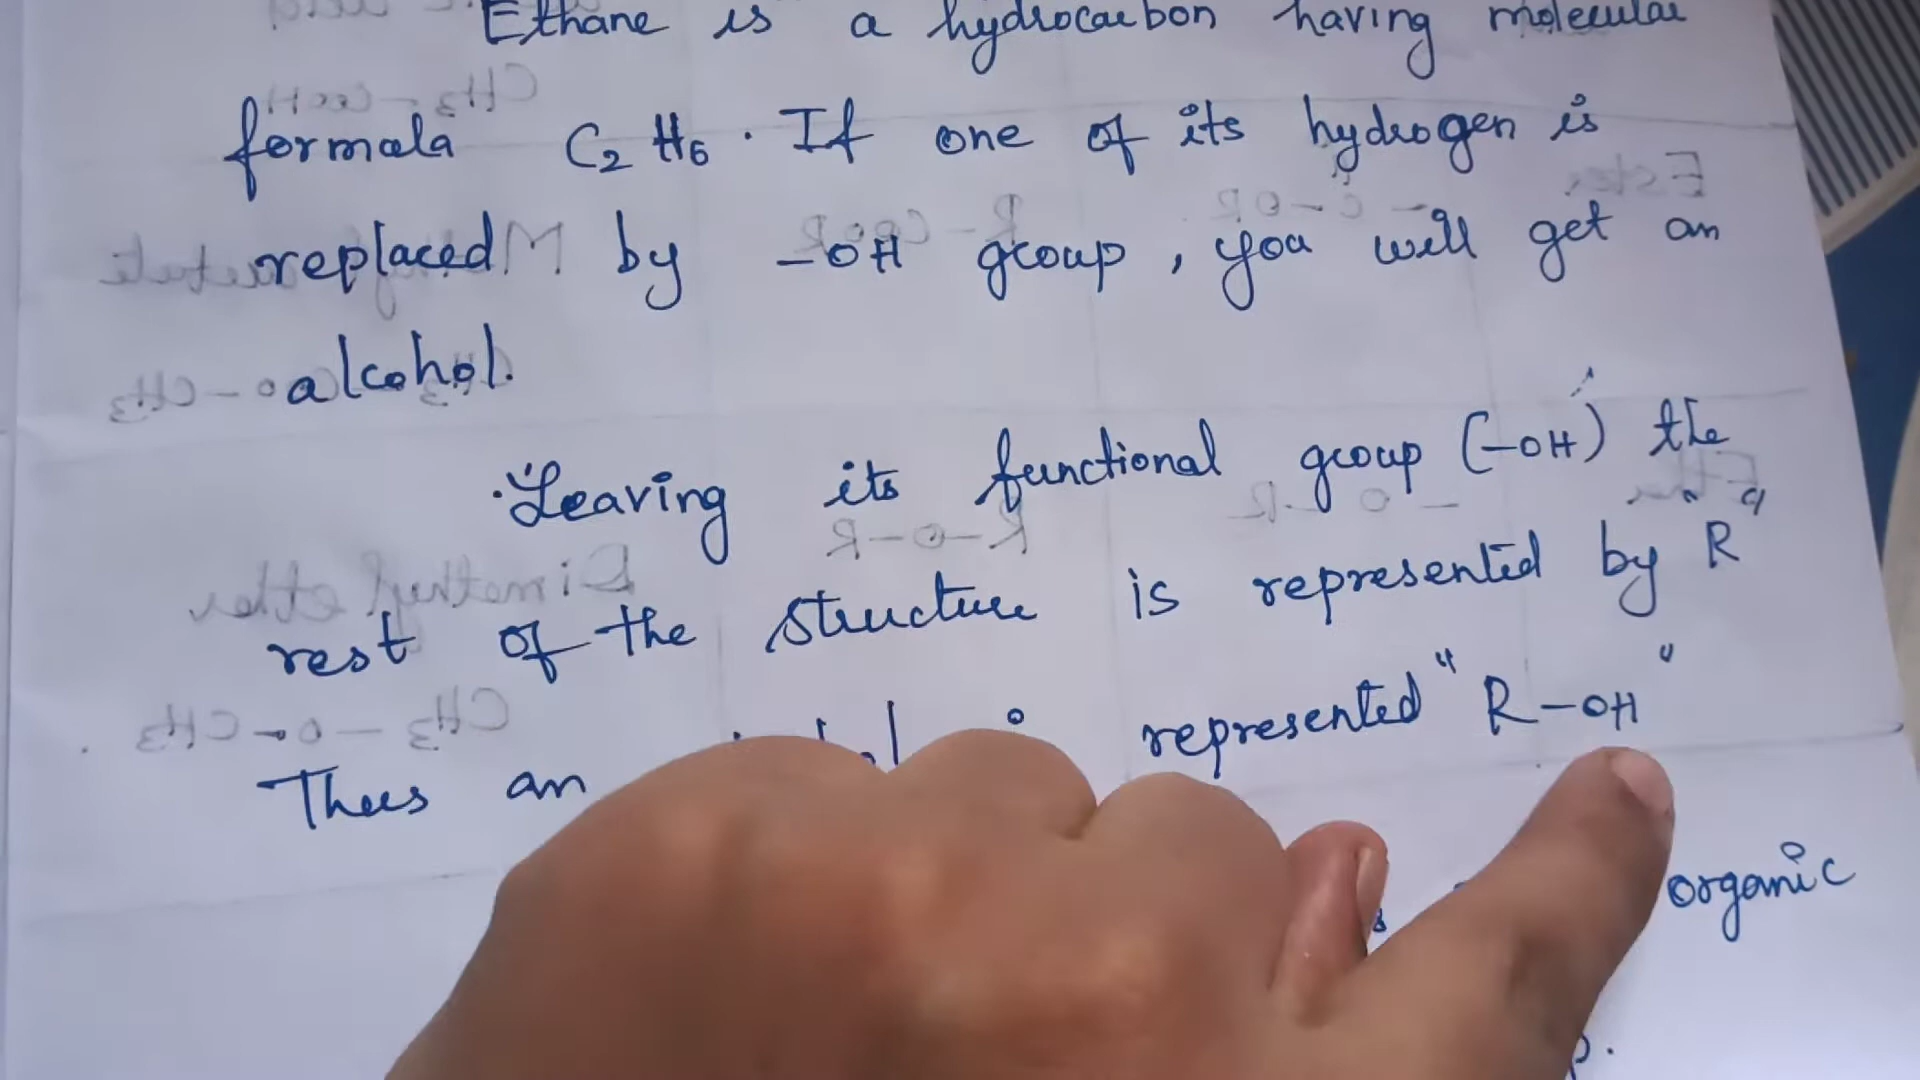 Ethane is a hydrocarbon having molecular
formula C2 H6. If one of its hydrogen is
replaced by -OH group, you will get an
alcohol.
"Leaving its functional group (-OH) the
rest of the structure is represented by "R"
Thus an represented "R-OH"
organic